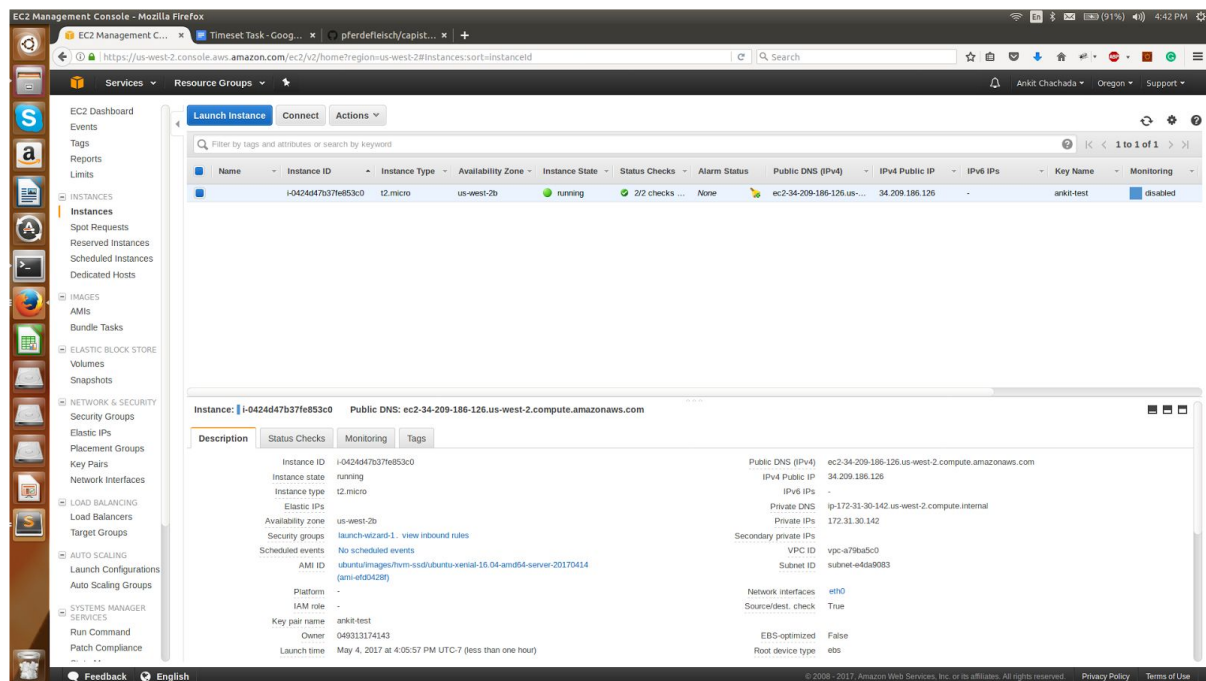 EC2 Management Console - Mozilla Firefox
En (91%) 4:42 PM
EC2 Management C... × Timeset Task - Goog... × pferdefleisch/capist... × +
https://us-west-2.console.aws.amazon.com/ec2/v2/home?region=us-west-2#Instances:sort=instanceId Search
Services Resource Groups Ankit Chachada Oregon Support
EC2 Dashboard
Events
Tags
Reports
Limits
INSTANCES
Instances
Spot Requests
Reserved Instances
Scheduled Instances
Dedicated Hosts
IMAGES
AMIs
Bundle Tasks
ELASTIC BLOCK STORE
Volumes
Snapshots
NETWORK & SECURITY
Security Groups
Elastic IPs
Placement Groups
Key Pairs
Network Interfaces
LOAD BALANCING
Load Balancers
Target Groups
AUTO SCALING
Launch Configurations
Auto Scaling Groups
SYSTEMS MANAGER
SERVICES
Run Command
Patch Compliance
Launch Instance Connect Actions
Filter by tags and attributes or search by keyword 1 to 1 of 1
Name Instance ID Instance Type Availability Zone Instance State Status Checks Alarm Status Public DNS (IPv4) IPv4 Public IP IPv6 IPs Key Name Monitoring
i-0424d47b37fe853c0 t2.micro us-west-2b running 2/2 checks ... None ec2-34-209-186-126.us-... 34.209.186.126 - ankit-test disabled
Instance: i-0424d47b37fe853c0 Public DNS: ec2-34-209-186-126.us-west-2.compute.amazonaws.com
Description Status Checks Monitoring Tags
Instance ID i-0424d47b37fe853c0 Public DNS (IPv4) ec2-34-209-186-126.us-west-2.compute.amazonaws.com
Instance state running IPv4 Public IP 34.209.186.126
Instance type t2.micro IPv6 IPs -
Elastic IPs Private DNS ip-172-31-30-142.us-west-2.compute.internal
Availability zone us-west-2b Private IPs 172.31.30.142
Security groups launch-wizard-1. view inbound rules Secondary private IPs
Scheduled events No scheduled events VPC ID vpc-a79ba5c0
AMI ID ubuntu/images/hvm-ssd/ubuntu-xenial-16.04-amd64-server-20170414 Subnet ID subnet-e4da9083
(ami-efd0428f)
Platform - Network interfaces eth0
IAM role - Source/dest. check True
Key pair name ankit-test
Owner 049313174143 EBS-optimized False
Launch time May 4, 2017 at 4:05:57 PM UTC-7 (less than one hour) Root device type ebs
Feedback English © 2008 - 2017, Amazon Web Services, Inc. or its affiliates. All rights reserved. Privacy Policy Terms of Use